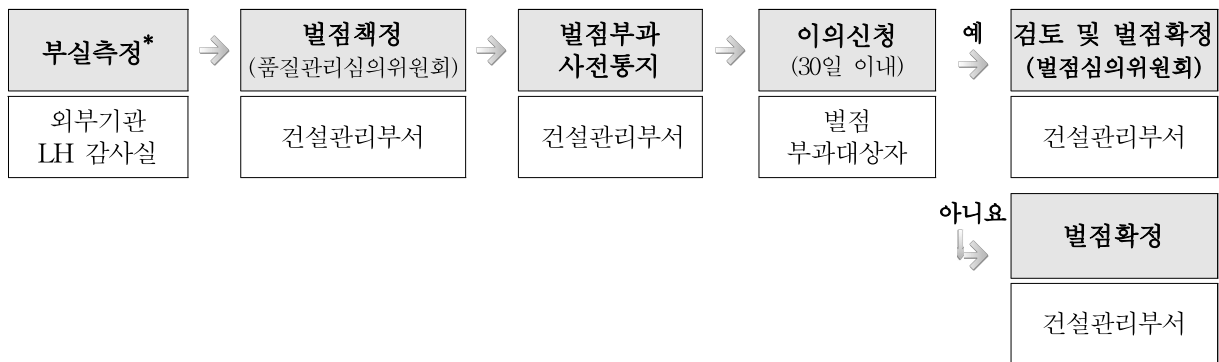 부실측정*
외부기관
LH 감사실
벌점책정
(품질관리심의위원회)
건설관리부서
벌점부과
사전통지
건설관리부서
이의신청
(30일 이내)
벌점
부과대상자
예
검토 및 벌점확정
(벌점심의위원회)
건설관리부서
아니요
벌점확정
건설관리부서